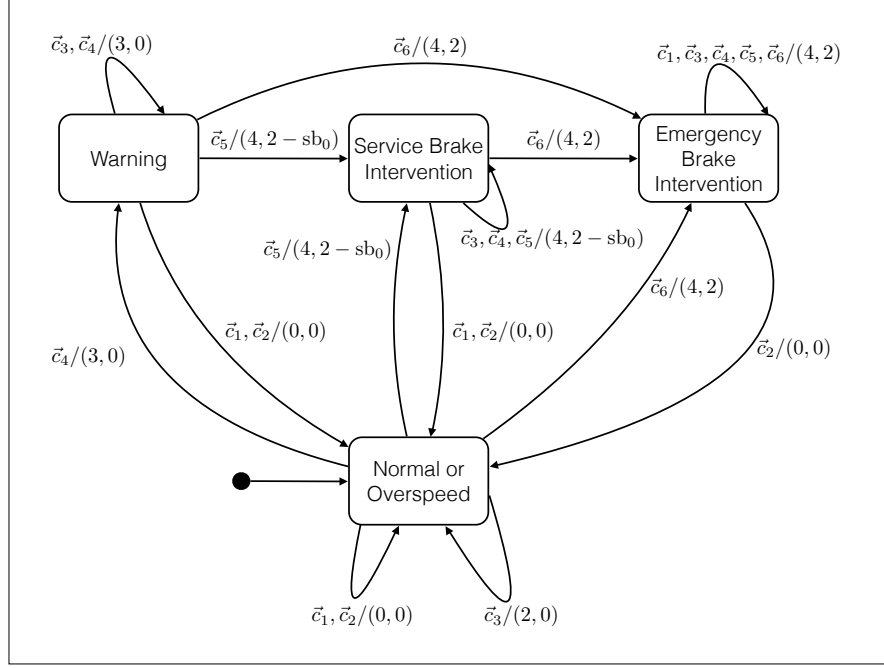 c⃗₃, c⃗₄/(3, 0)
c⃗₆/(4, 2)
c⃗₁, c⃗₃, c⃗₄, c⃗₅, c⃗₆/(4, 2)
Warning
c⃗₅/(4, 2 − sb₀)
Service Brake
Intervention
c⃗₆/(4, 2)
Emergency
Brake
Intervention
c⃗₃, c⃗₄, c⃗₅/(4, 2 − sb₀)
c⃗₅/(4, 2 − sb₀)
c⃗₆/(4, 2)
c⃗₄/(3, 0)
c⃗₁, c⃗₂/(0, 0)
c⃗₁, c⃗₂/(0, 0)
c⃗₂/(0, 0)
Normal or
Overspeed
c⃗₁, c⃗₂/(0, 0)
c⃗₃/(2, 0)